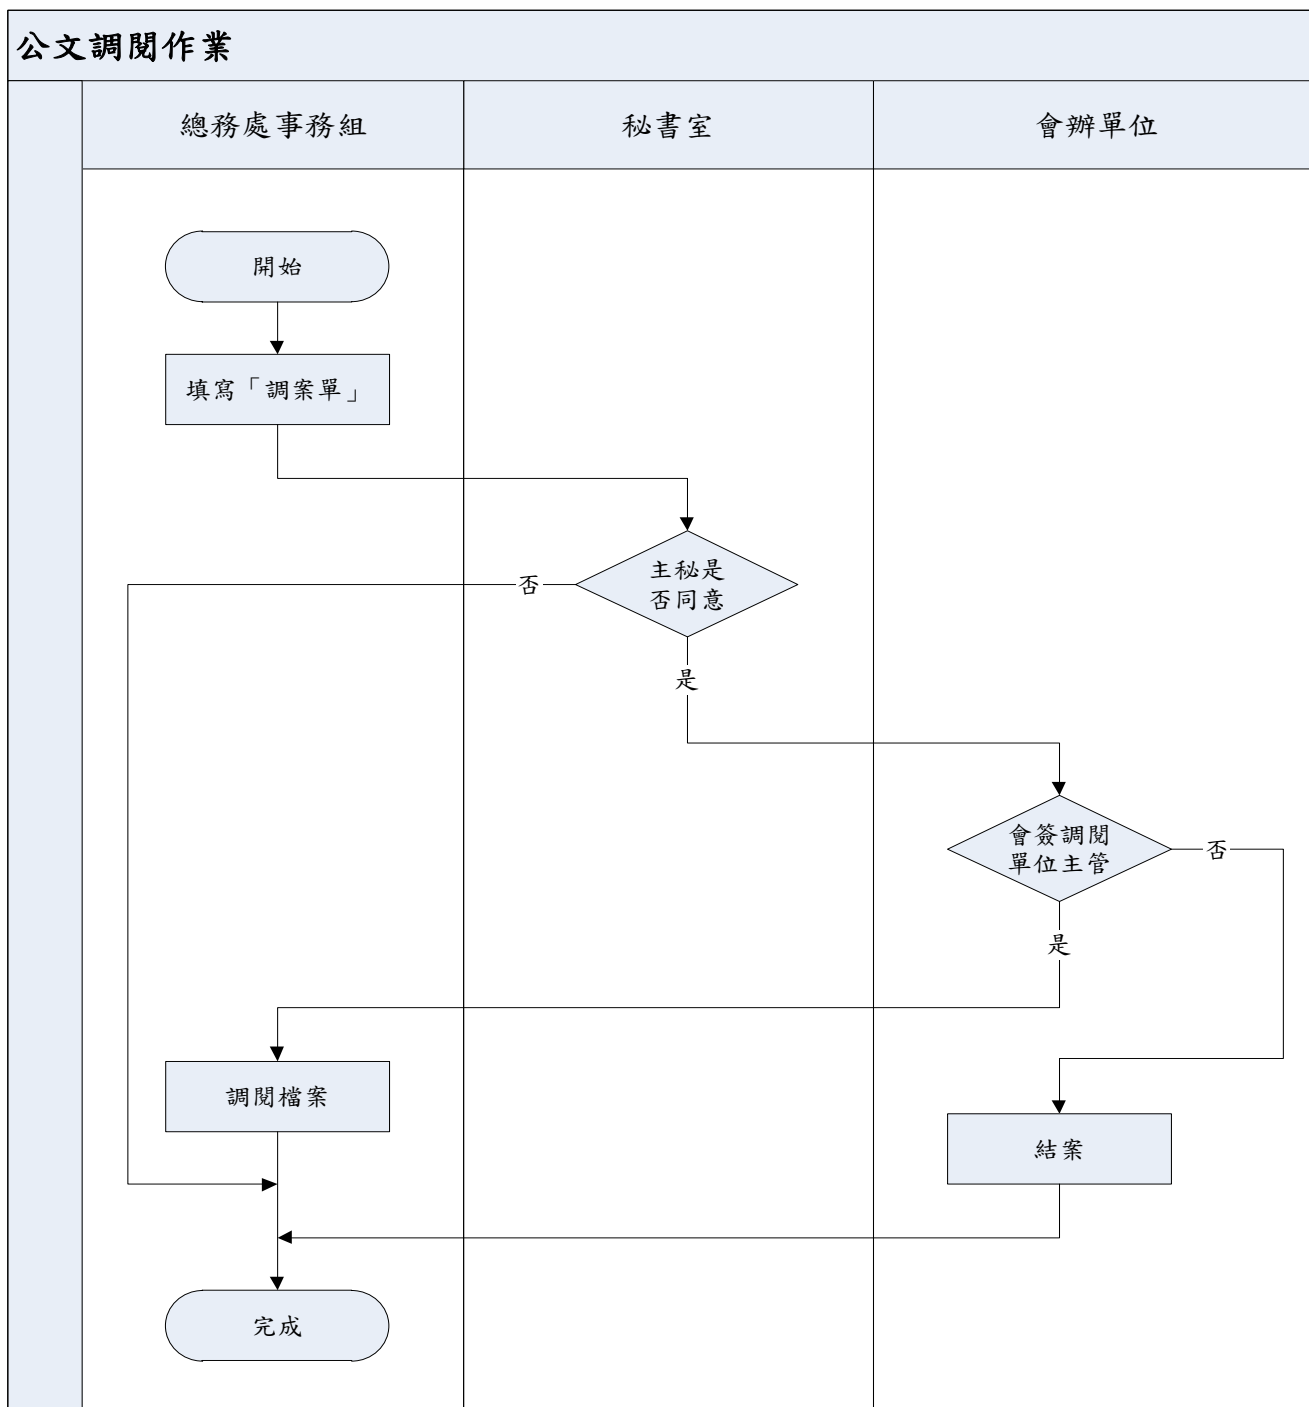 公文調閱作業
總務處事務組
秘書室
會辦單位
開始
填寫「調案單」
主秘是
否同意
否
是
會簽調閱
單位主管
否
是
調閱檔案
結案
完成